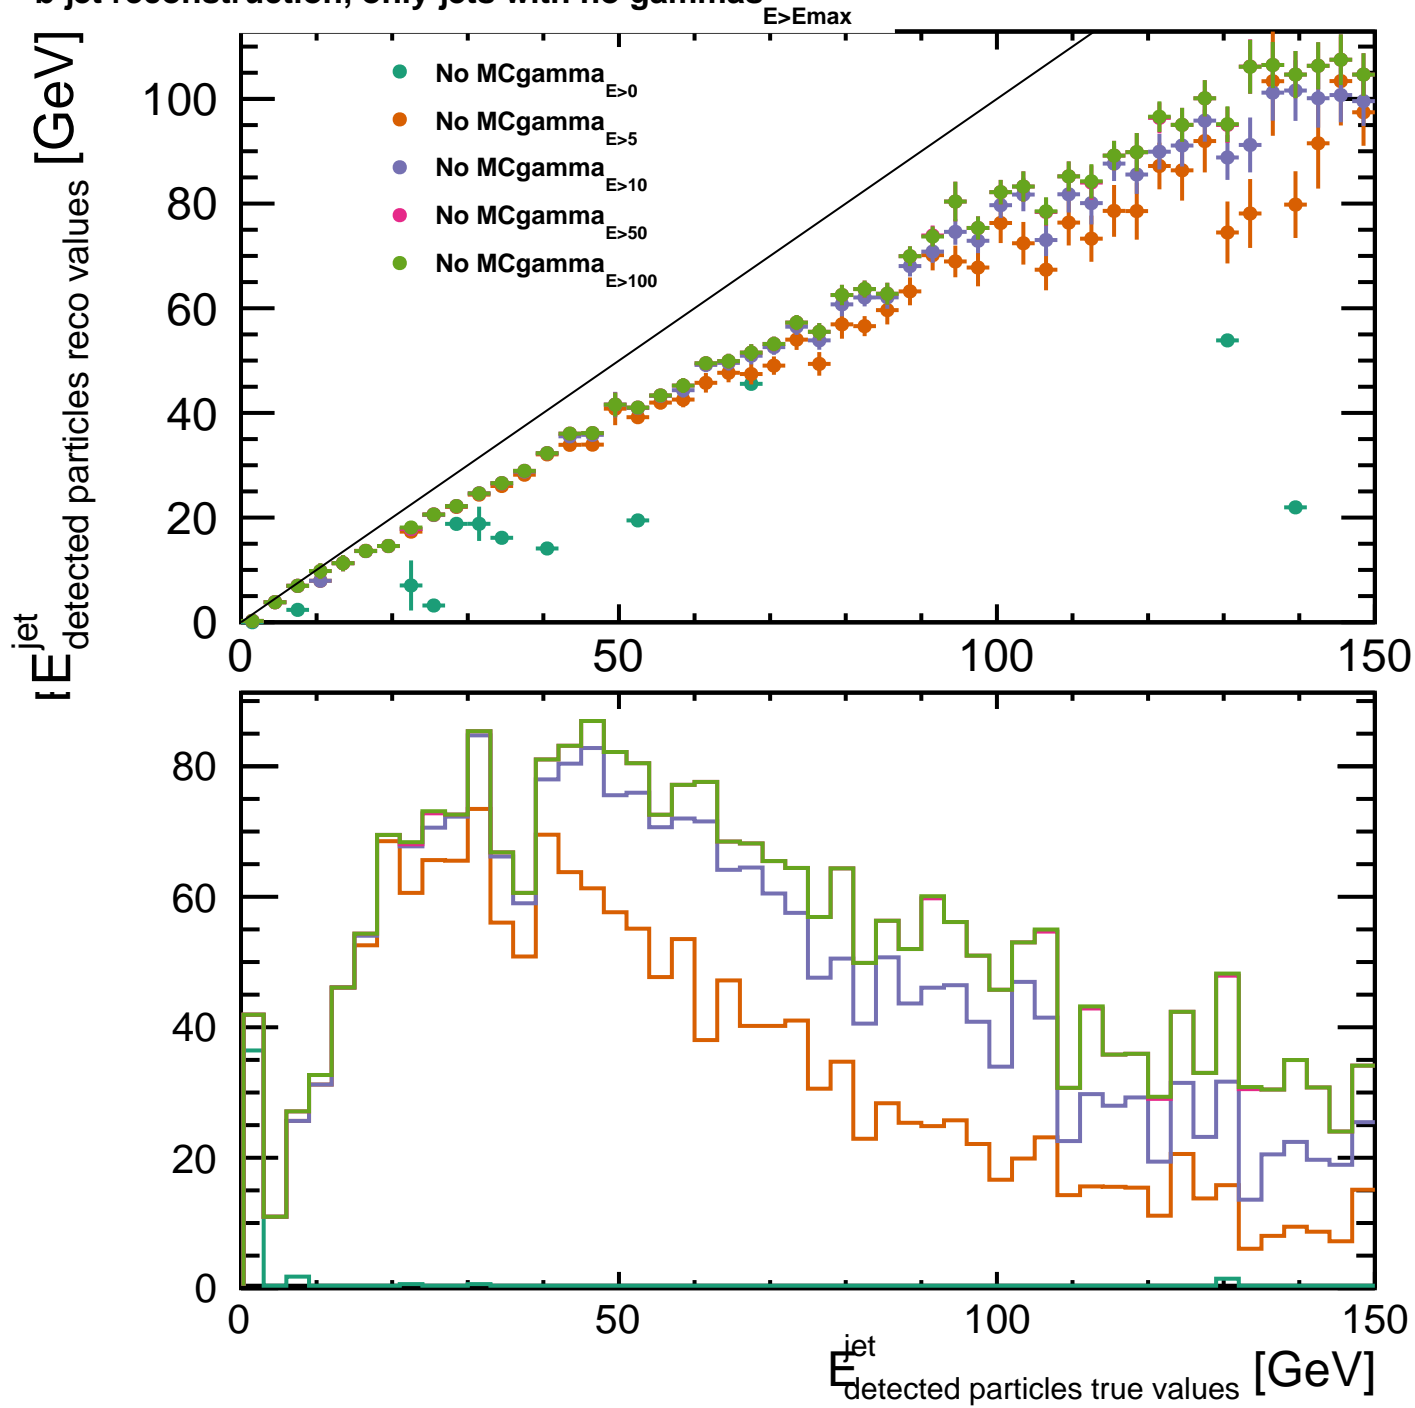 b jet reconstruction, only jets with no gammas E>Emax
No MCgamma E>0
No MCgamma E>5
No MCgamma E>10
No MCgamma E>50
No MCgamma E>100
E jet detected particles reco values [GeV]
100
80
60
40
20
0
0 50 100 150
80
60
40
20
0
0 50 100 150
E jet detected particles true values [GeV]